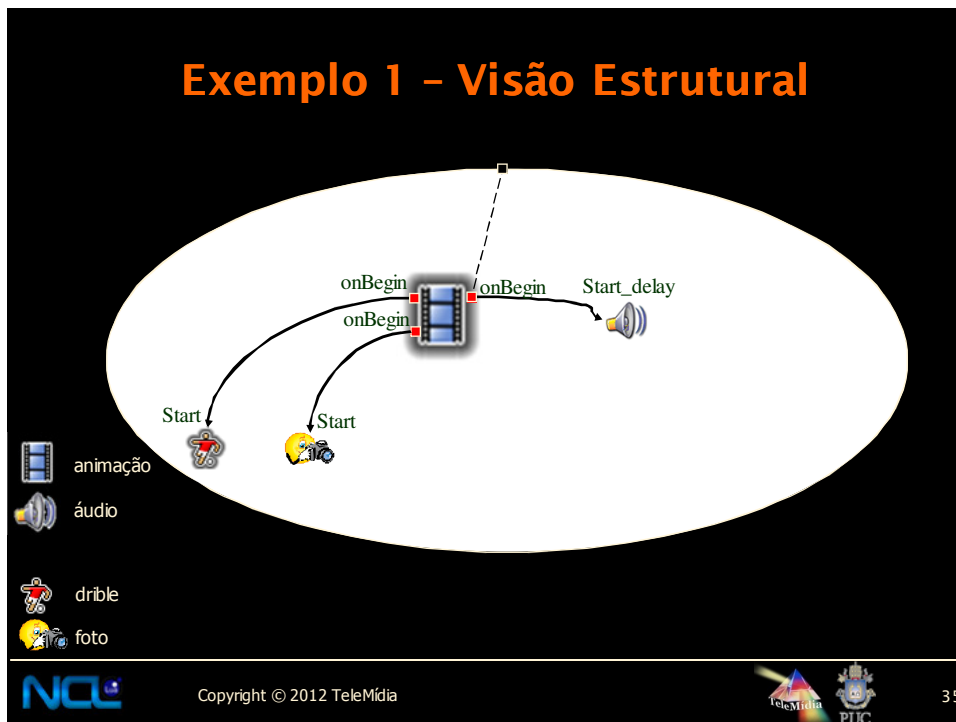 Exemplo 1 – Visão Estrutural
onBegin
onBegin
onBegin
Start_delay
Start
Start
animação
áudio
drible
foto
NCL
Copyright © 2012 TeleMídia
TeleMídia
PUC
35